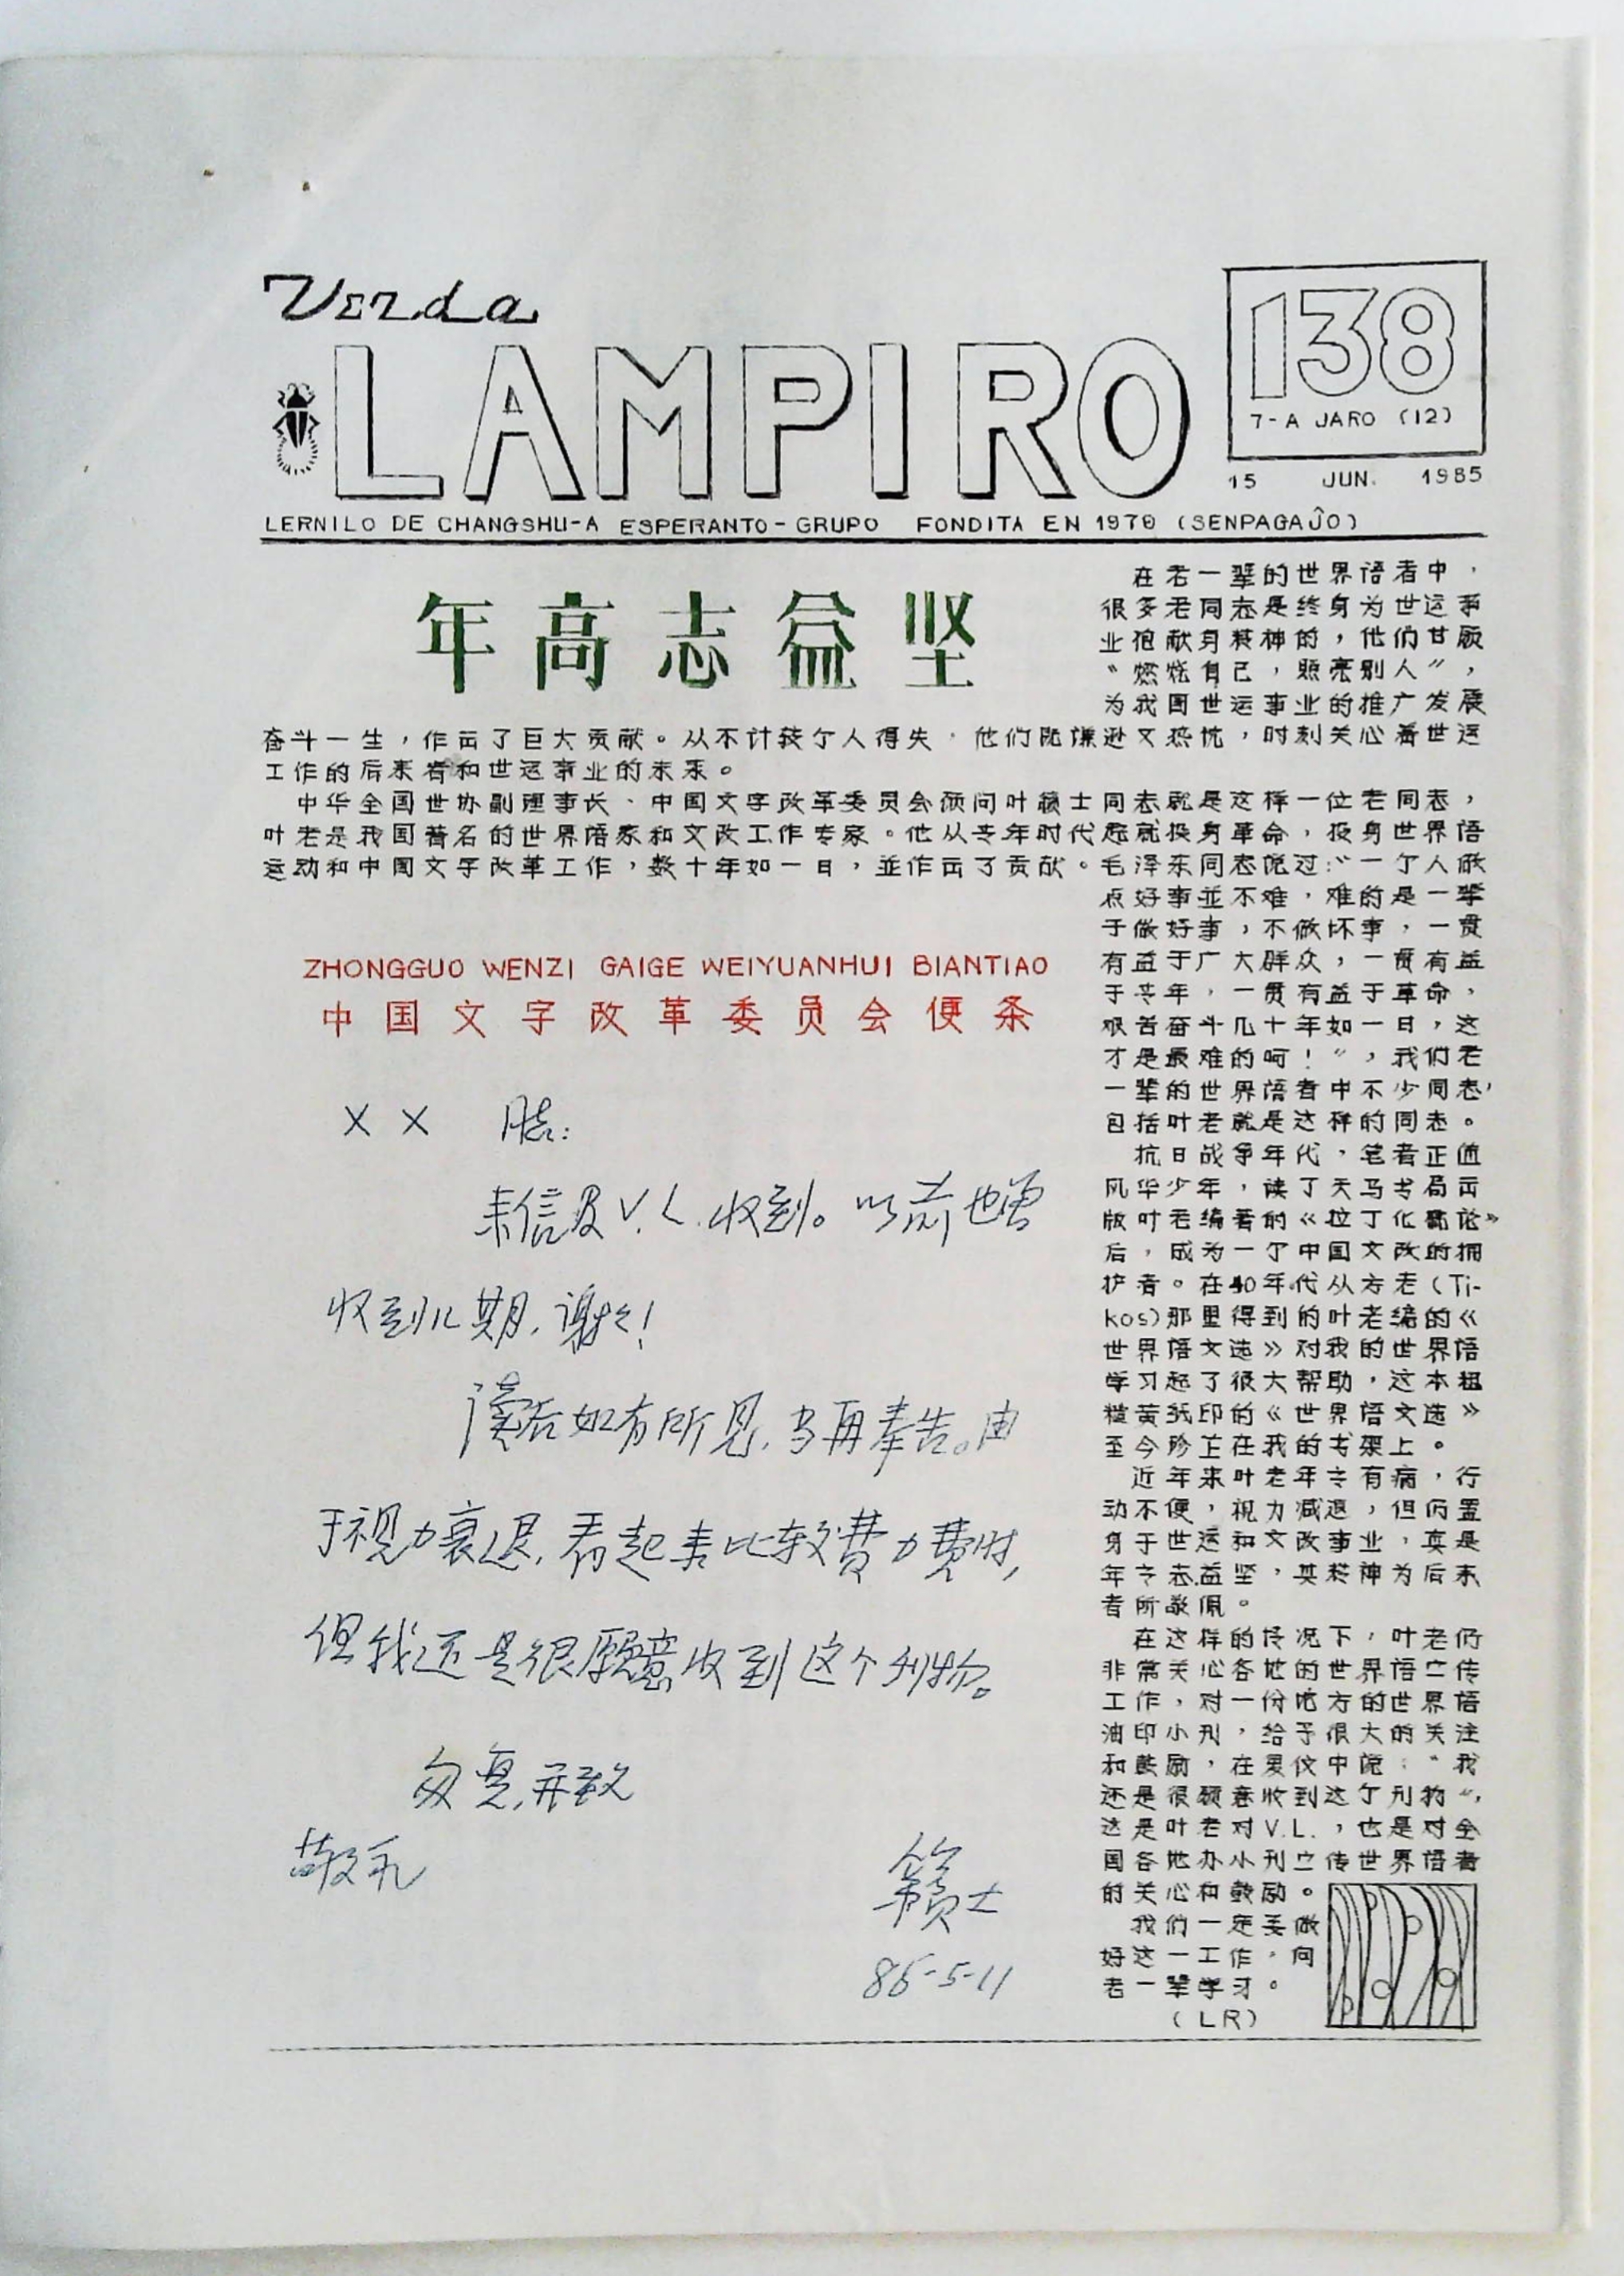 Verda
LAMPIRO
138
7-A JARO (12)
15 JUN. 1985
LERNILO DE CHANGSHU-A ESPERANTO-GRUPO FONDITA EN 1979 (SENPAGAĴO)
年高志益坚
在老一辈的世界语者中，
很多老同志是终身为世运事
业抱献身精神的，他们甘愿
“燃烧自己，照亮别人”，
为我国世运事业的推广发展
奋斗一生，作出了巨大贡献。从不计较个人得失，他们既谦逊又热忱，时刻关心着世运
工作的后来者和世运事业的未来。
中华全国世协副理事长、中国文字改革委员会顾问叶籁士同志就是这样一位老同志，
叶老是我国著名的世界语家和文改工作专家。他从青年时代起就投身革命，投身世界语
运动和中国文字改革工作，数十年如一日，並作出了贡献。毛泽东同志说过：“一个人做
点好事並不难，难的是一辈
子做好事，不做坏事，一贯
有益于广大群众，一贯有益
于青年，一贯有益于革命，
艰苦奋斗几十年如一日，这
才是最难的呵！”，我们老
一辈的世界语者中不少同志，
包括叶老就是这样的同志。
抗日战争年代，笔者正值
风华少年，读了天马书局出
版叶老编著的《拉丁化概论》
后，成为一个中国文改的拥
护者。在40年代从方老(Ti-
kos)那里得到的叶老编的《
世界语文选》对我的世界语
学习起了很大帮助，这本粗
糙黄纸印的《世界语文选》
至今珍藏在我的书架上。
近年来叶老年高有病，行
动不便，视力减退，但仍置
身于世运和文改事业，真是
年高志益坚，其精神为后来
者所敬佩。
在这样的情况下，叶老仍
非常关心各地的世界语宣传
工作，对一份地方的世界语
油印小刊，给予很大的关注
和鼓励，在复信中说：“我
还是很愿意收到这个刊物”，
这是叶老对V.L.，也是对全
国各地办小刊宣传世界语者
的关心和鼓励。
我们一定要做
好这一工作，向
老一辈学习。
(LR)
ZHONGGUO WENZI GAIGE WEIYUANHUI BIANTIAO
中国文字改革委员会便条
×× 同志：
来信及V.L.收到。以前也曾
收到几期，谢谢！
读后如有所见，当再奉告。由
于视力衰退，看起来比较费力费时，
但我还是很愿意收到这个刊物。
匆复，并致
敬礼
籁士
85-5-11